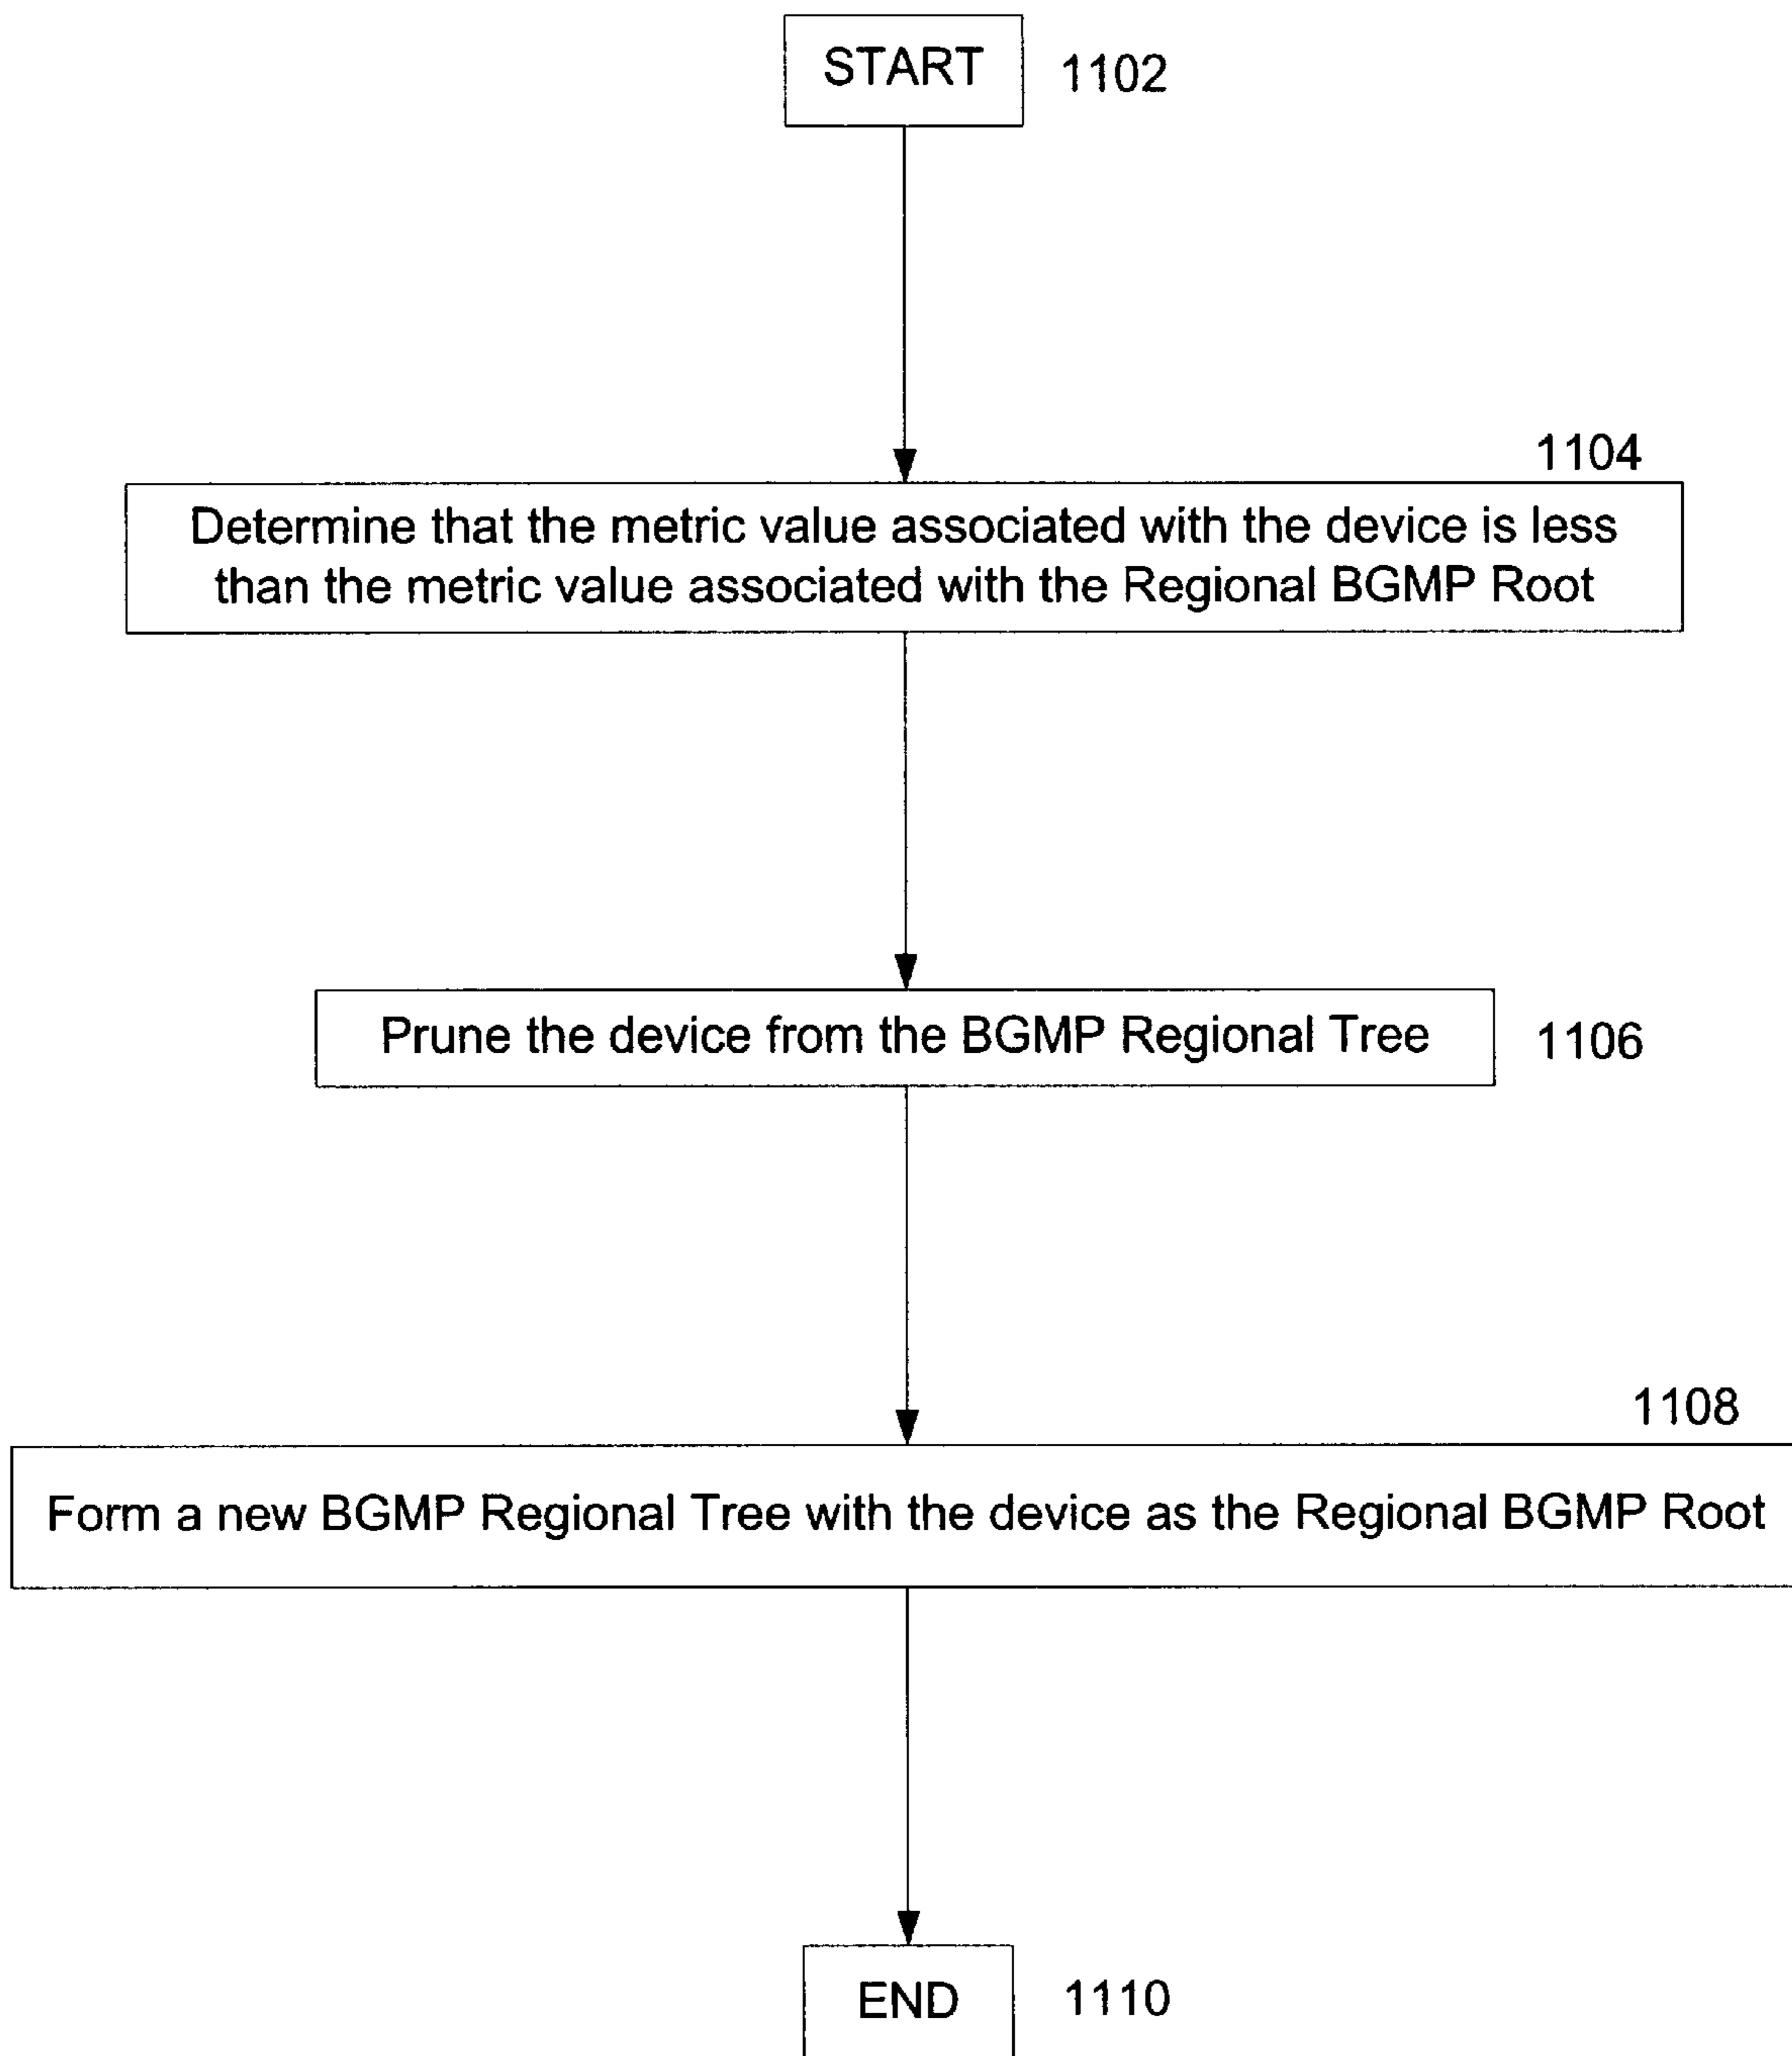 START
1102
1104
Determine that the metric value associated with the device is less
than the metric value associated with the Regional BGMP Root
Prune the device from the BGMP Regional Tree
1106
1108
Form a new BGMP Regional Tree with the device as the Regional BGMP Root
END
1110